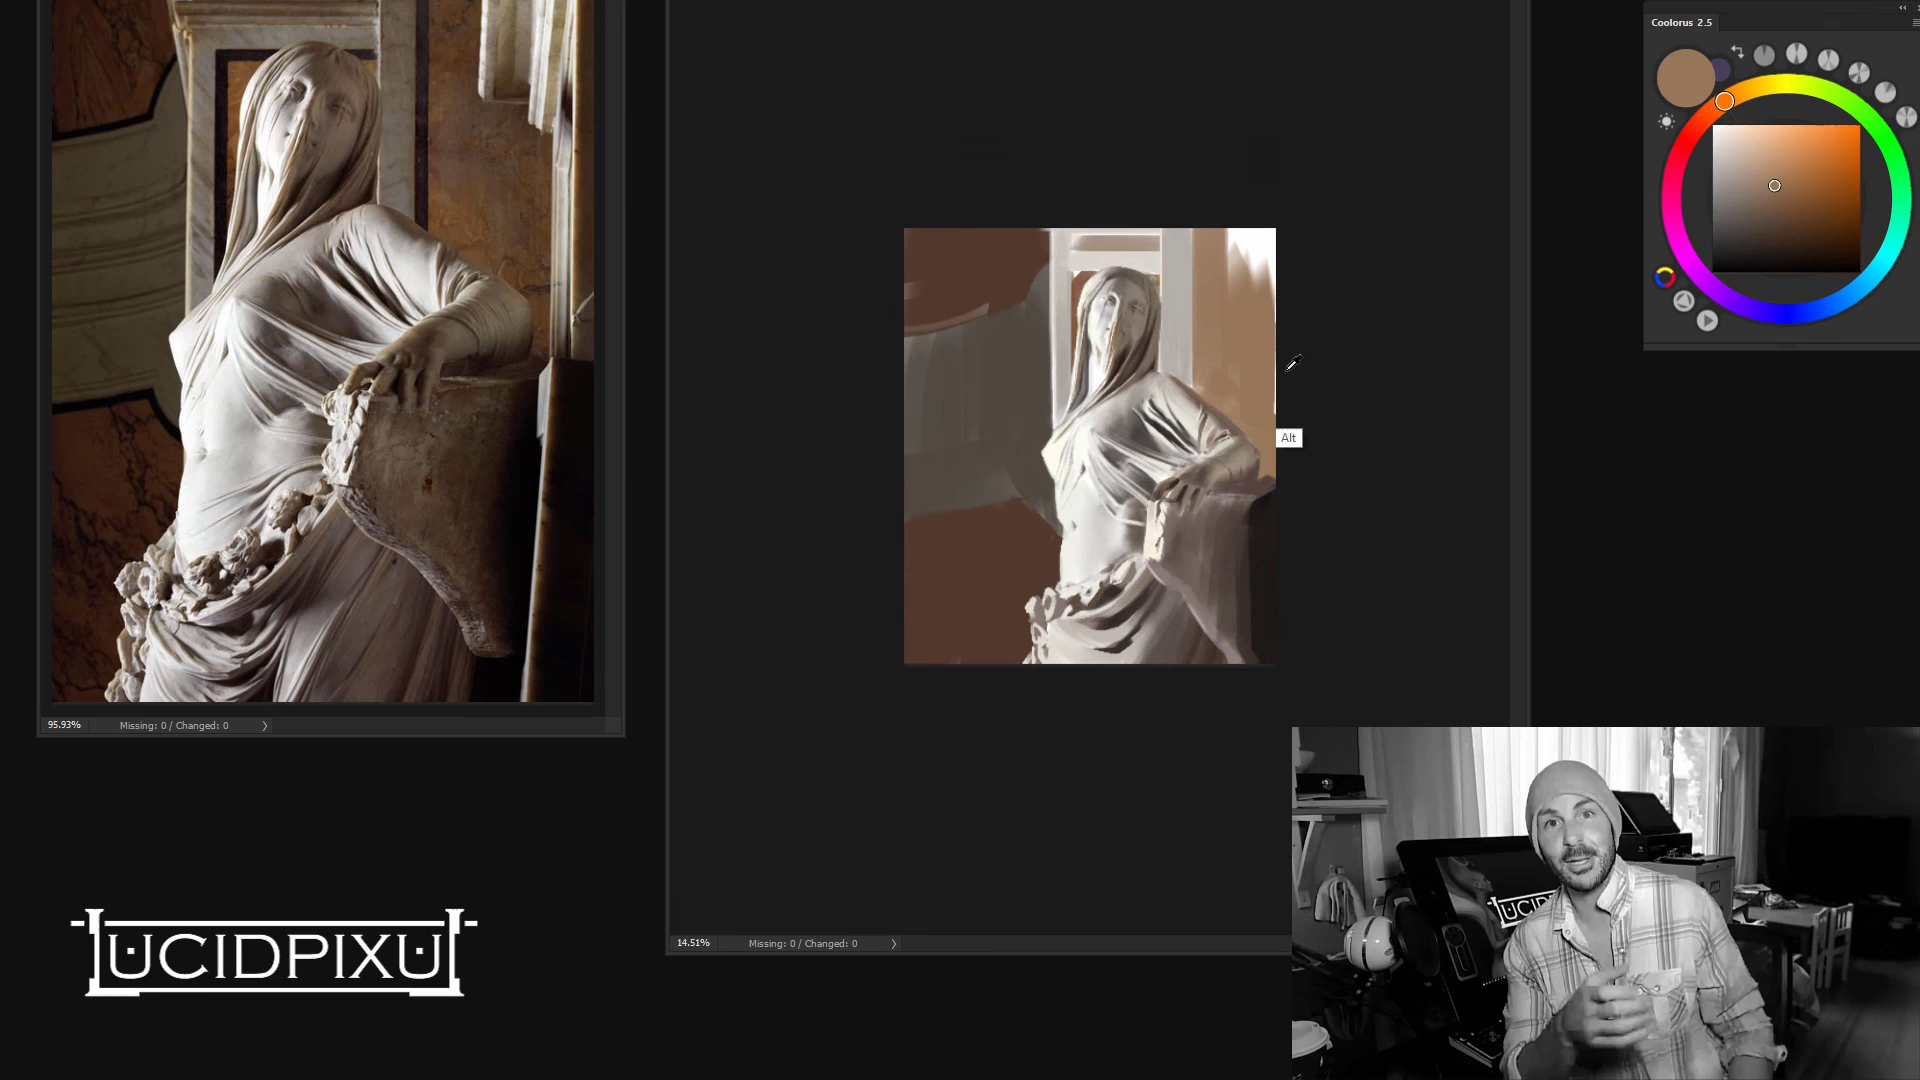 Coolorus 2.5
Alt
95.93%
Missing: 0 / Changed: 0
14.51%
Missing: 0 / Changed: 0
LUCIDPIXUL